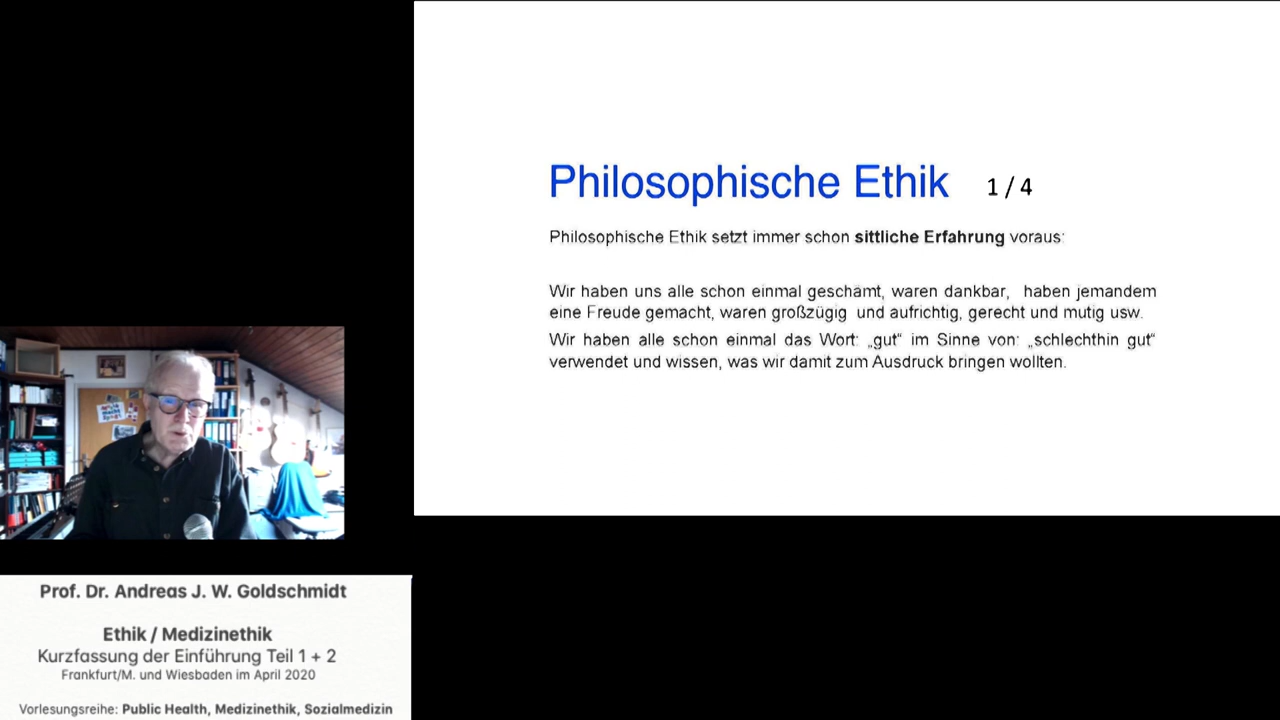 Philosophische Ethik 1 / 4
Philosophische Ethik setzt immer schon sittliche Erfahrung voraus:
Wir haben uns alle schon einmal geschämt, waren dankbar, haben jemandem
eine Freude gemacht, waren großzügig und aufrichtig, gerecht und mutig usw.
Wir haben alle schon einmal das Wort: „gut“ im Sinne von: „schlechthin gut“
verwendet und wissen, was wir damit zum Ausdruck bringen wollten.
Prof. Dr. Andreas J. W. Goldschmidt
Ethik / Medizinethik
Kurzfassung der Einführung Teil 1 + 2
Frankfurt/M. und Wiesbaden im April 2020
Vorlesungsreihe: Public Health, Medizinethik, Sozialmedizin